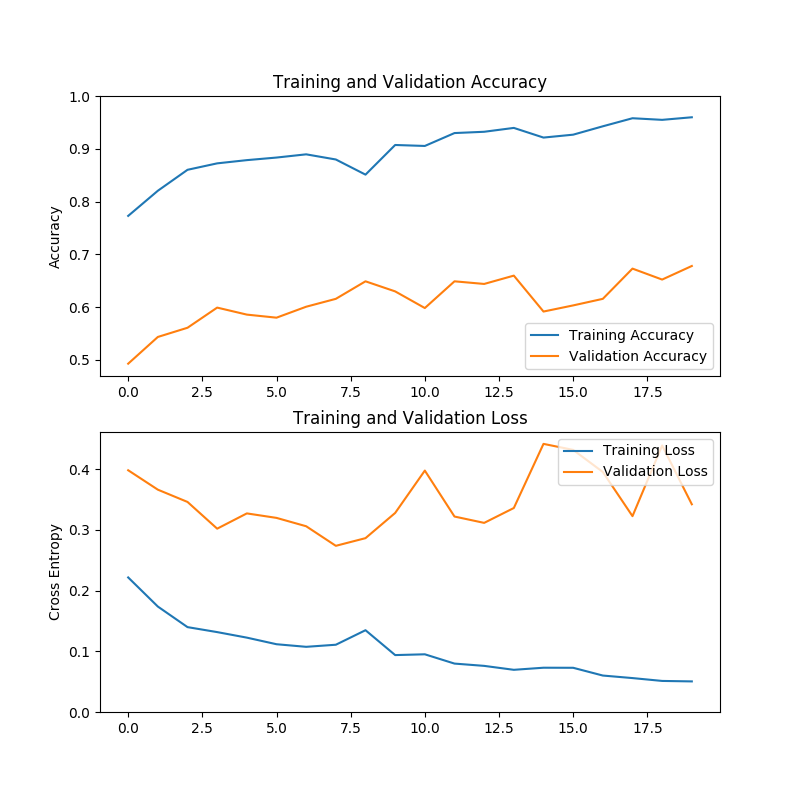 Training and Validation Accuracy
1.0
0.9
0.8
0.7
0.6
0.5
Accuracy
Training Accuracy
Validation Accuracy
0.0 2.5 5.0 7.5 10.0 12.5 15.0 17.5
Training and Validation Loss
0.4
0.3
0.2
0.1
0.0
Cross Entropy
Training Loss
Validation Loss
0.0 2.5 5.0 7.5 10.0 12.5 15.0 17.5